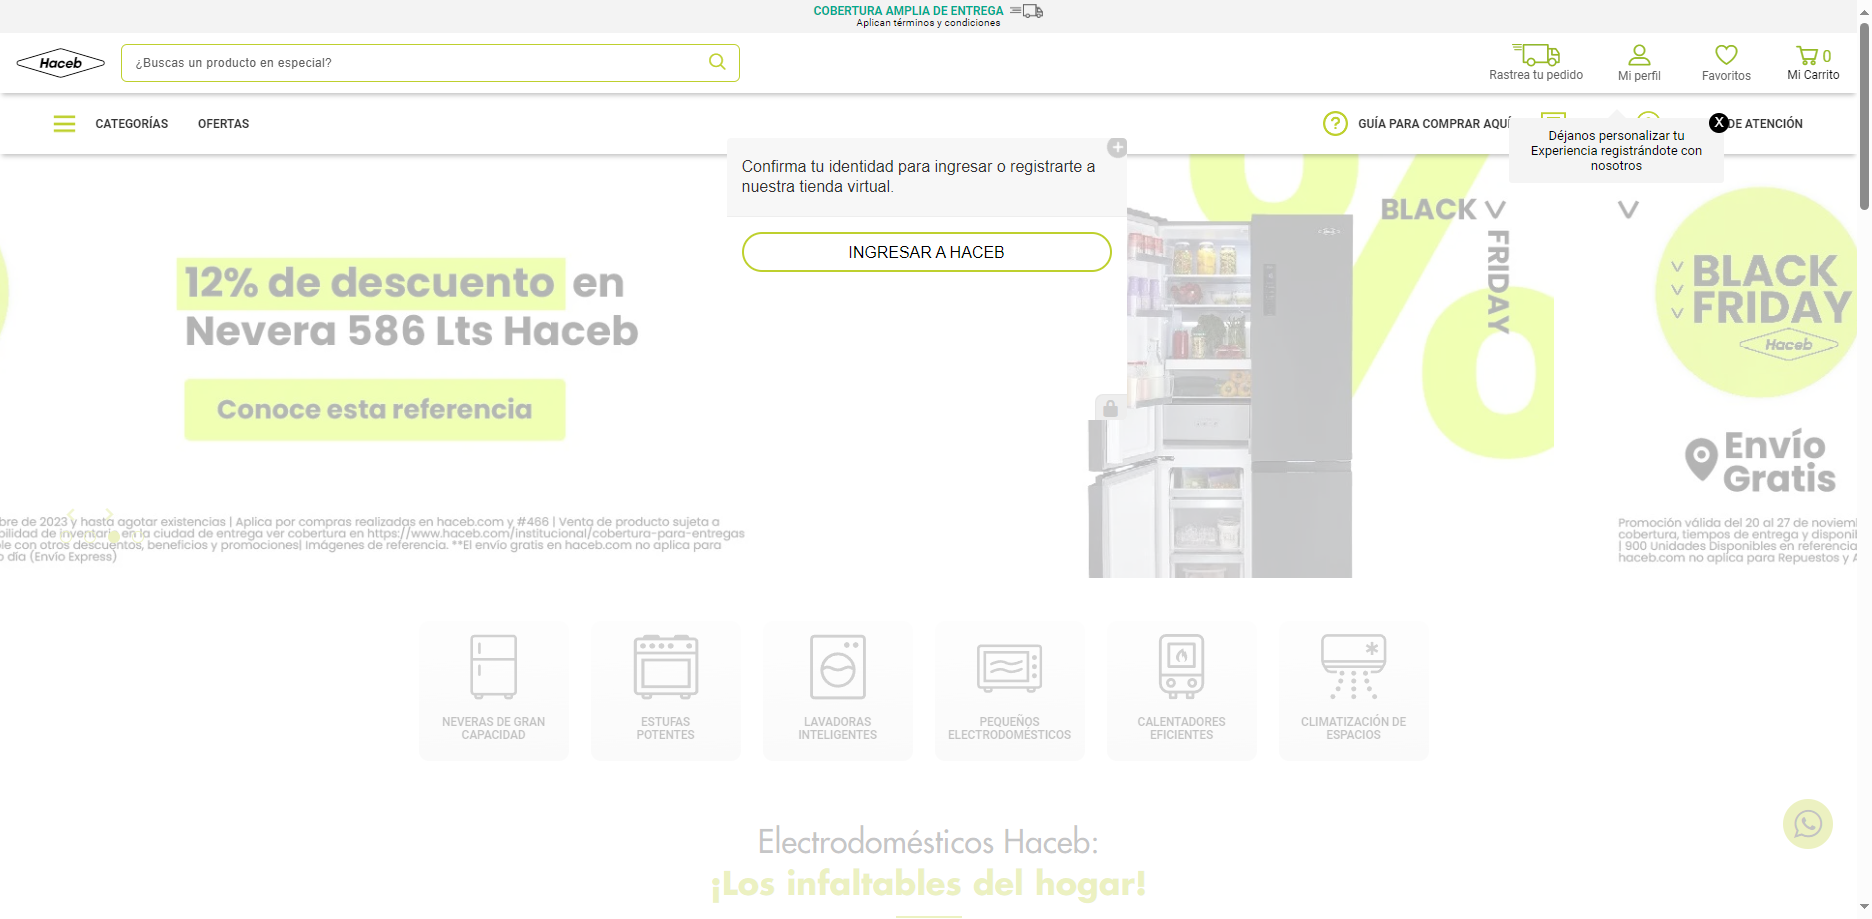 COBERTURA AMPLIA DE ENTREGA
Aplican términos y condiciones
Haceb
¿Buscas un producto en especial?
Rastrea tu pedido
Mi perfil
Favoritos
0
Mi Carrito
CATEGORÍAS
OFERTAS
GUÍA PARA COMPRAR AQUÍ
DE ATENCIÓN
X
Déjanos personalizar tu
Experiencia registrándote con
nosotros
Confirma tu identidad para ingresar o registrarte a
nuestra tienda virtual.
INGRESAR A HACEB
12% de descuento en
Nevera 586 Lts Haceb
Conoce esta referencia
BLACK
FRIDAY
%
BLACK
FRIDAY
Haceb
Envío
Gratis
bre de 2023 y hasta agotar existencias | Aplica por compras realizadas en haceb.com y #466 | Venta de producto sujeta a
bilidad de inventario en la ciudad de entrega ver cobertura en https://www.haceb.com/institucional/cobertura-para-entregas
le con otros descuentos, beneficios y promociones| Imágenes de referencia. **El envío gratis en haceb.com no aplica para
o día (Envío Express)
Promoción válida del 20 al 27 de noviem
cobertura, tiempos de entrega y disponi
| 900 Unidades Disponibles en referencia
haceb.com no aplica para Repuestos y A
NEVERAS DE GRAN
CAPACIDAD
ESTUFAS
POTENTES
LAVADORAS
INTELIGENTES
PEQUEÑOS
ELECTRODOMÉSTICOS
CALENTADORES
EFICIENTES
CLIMATIZACIÓN DE
ESPACIOS
Electrodomésticos Haceb:
¡Los infaltables del hogar!